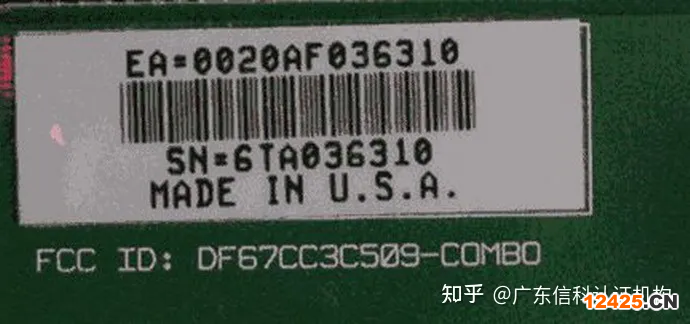 EA=0020AF036310
SN=6TA036310
MADE IN U.S.A.
FCC ID: DF67CC3C509-COMBO
知乎 @广东信科认证机构
12425.CN